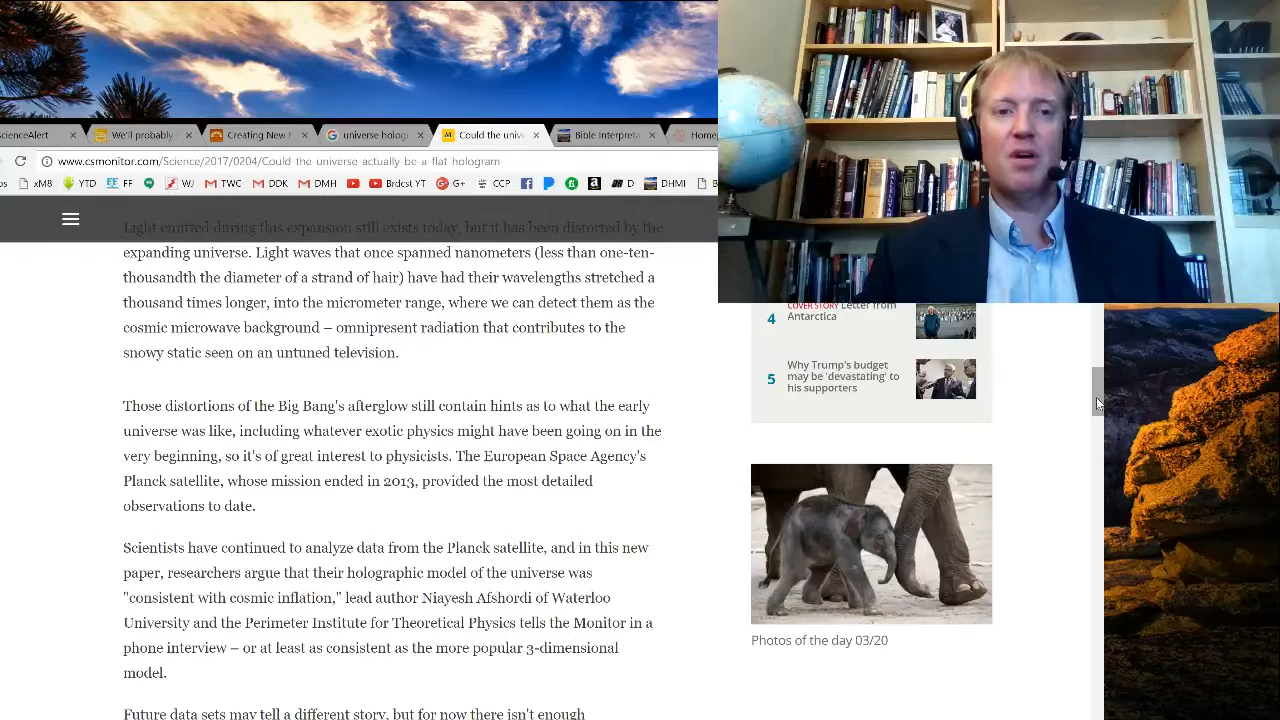 ScienceAlert
We'll probably
Creating New F
universe hologr
Could the unive
Bible Interpreta
Home
www.csmonitor.com/Science/2017/0204/Could the universe actually be a flat hologram
ps xM8 YTD FF WJ TWC DDK DMH Brdcst YT G+ CCP D DHMI B
Light emitted during this expansion still exists today, but it has been distorted by the
expanding universe. Light waves that once spanned nanometers (less than one-ten-
thousandth the diameter of a strand of hair) have had their wavelengths stretched a
thousand times longer, into the micrometer range, where we can detect them as the
cosmic microwave background – omnipresent radiation that contributes to the
snowy static seen on an untuned television.
Those distortions of the Big Bang's afterglow still contain hints as to what the early
universe was like, including whatever exotic physics might have been going on in the
very beginning, so it's of great interest to physicists. The European Space Agency's
Planck satellite, whose mission ended in 2013, provided the most detailed
observations to date.
Scientists have continued to analyze data from the Planck satellite, and in this new
paper, researchers argue that their holographic model of the universe was
"consistent with cosmic inflation," lead author Niayesh Afshordi of Waterloo
University and the Perimeter Institute for Theoretical Physics tells the Monitor in a
phone interview – or at least as consistent as the more popular 3-dimensional
model.
Future data sets may tell a different story, but for now there isn't enough
4
COVER STORY Letter from
Antarctica
5
Why Trump's budget
may be 'devastating' to
his supporters
Photos of the day 03/20